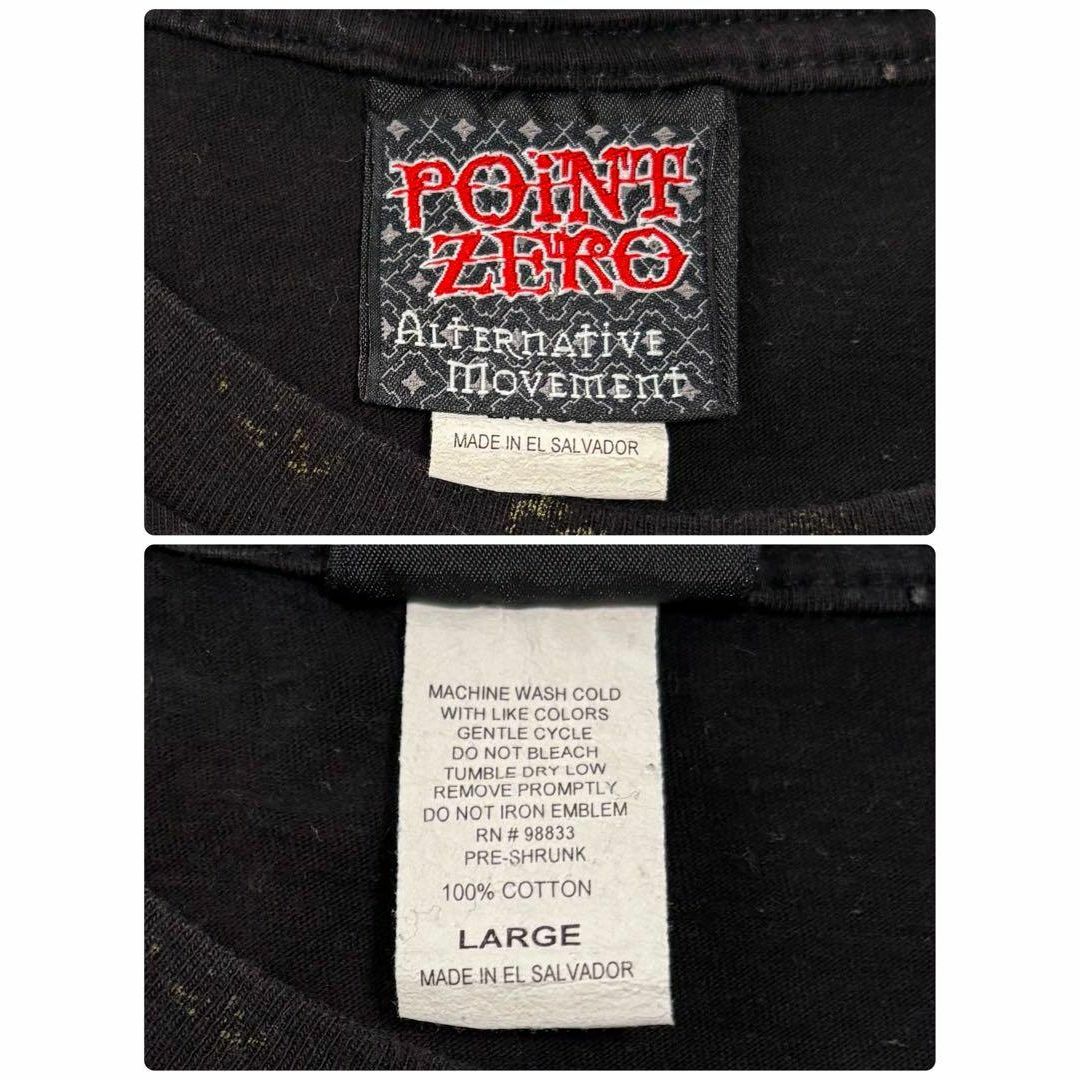 POiNT
ZERO
ALTERNATiVE
MOVEMENT
LARGE
MADE IN EL SALVADOR
MACHINE WASH COLD
WITH LIKE COLORS
GENTLE CYCLE
DO NOT BLEACH
TUMBLE DRY LOW
REMOVE PROMPTLY
DO NOT IRON EMBLEM
RN # 98833
PRE-SHRUNK
100% COTTON
LARGE
MADE IN EL SALVADOR